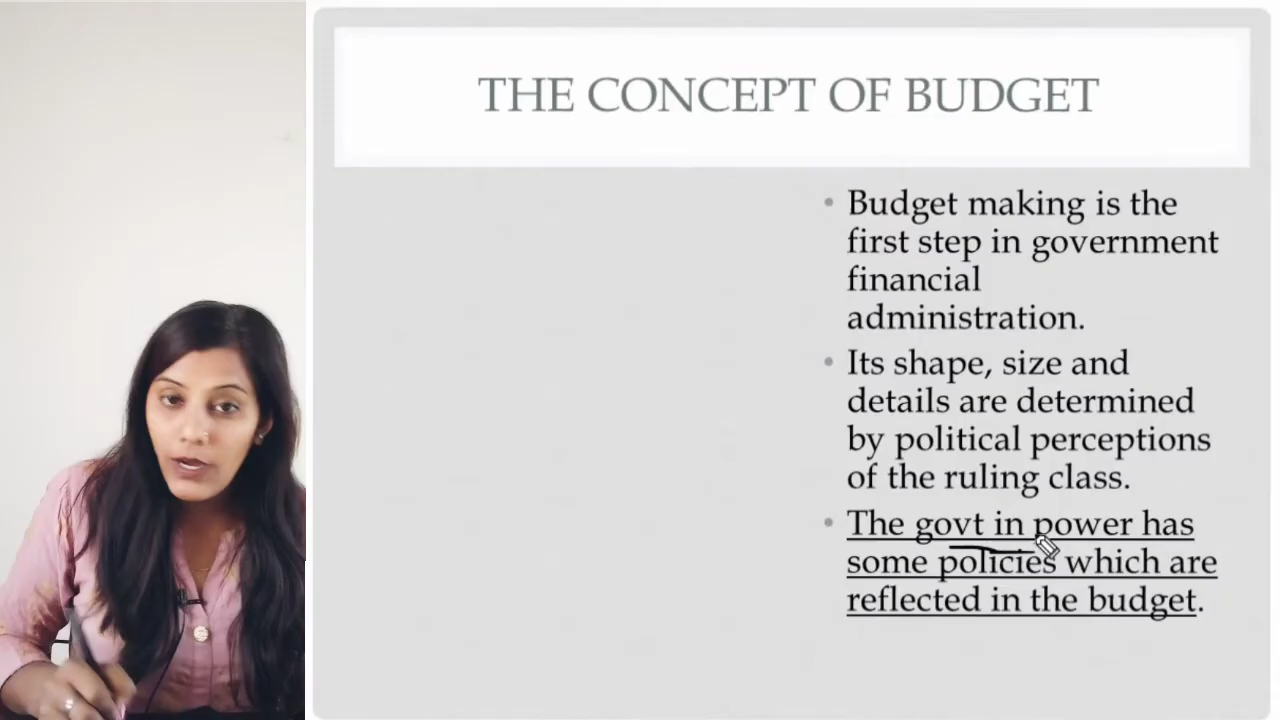 THE CONCEPT OF BUDGET
• Budget making is the
first step in government
financial
administration.
• Its shape, size and
details are determined
by political perceptions
of the ruling class.
• The govt in power has
some policies which are
reflected in the budget.